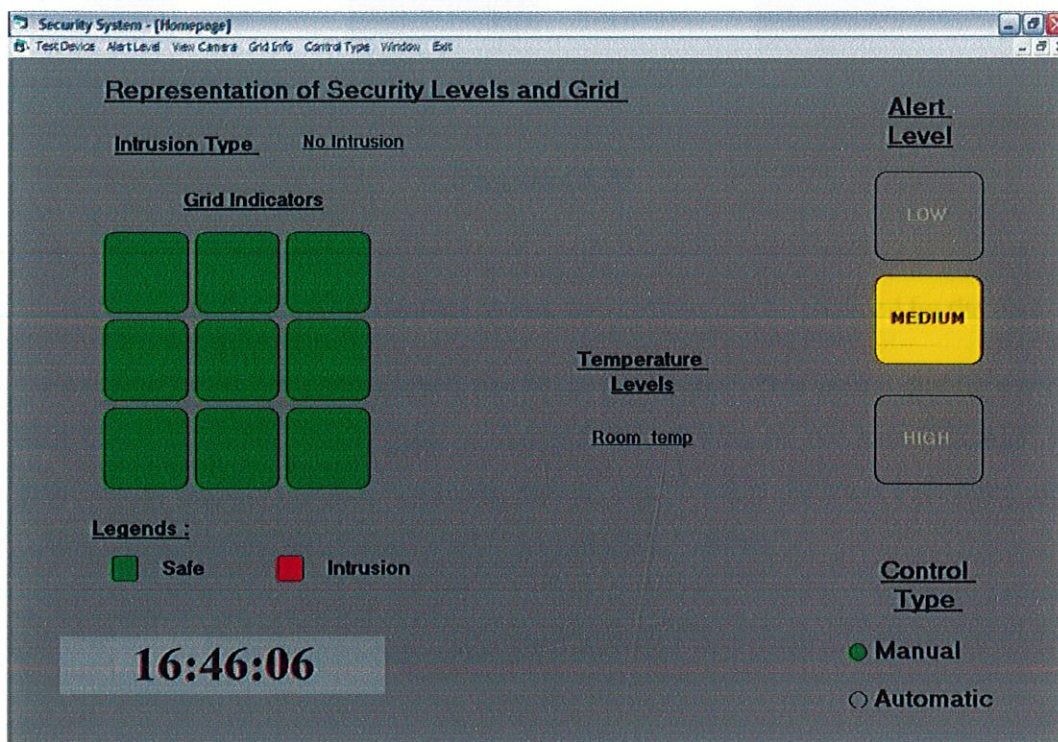 Security System - [Homepage]
Test Device Alert Level View Camera Grid Info Control Type Window Exit
Representation of Security Levels and Grid
Alert
Level
Intrusion Type No Intrusion
Grid Indicators
LOW
MEDIUM
HIGH
Temperature
Levels
Room temp
Legends :
Safe Intrusion
16:46:06
Control
Type
Manual
Automatic